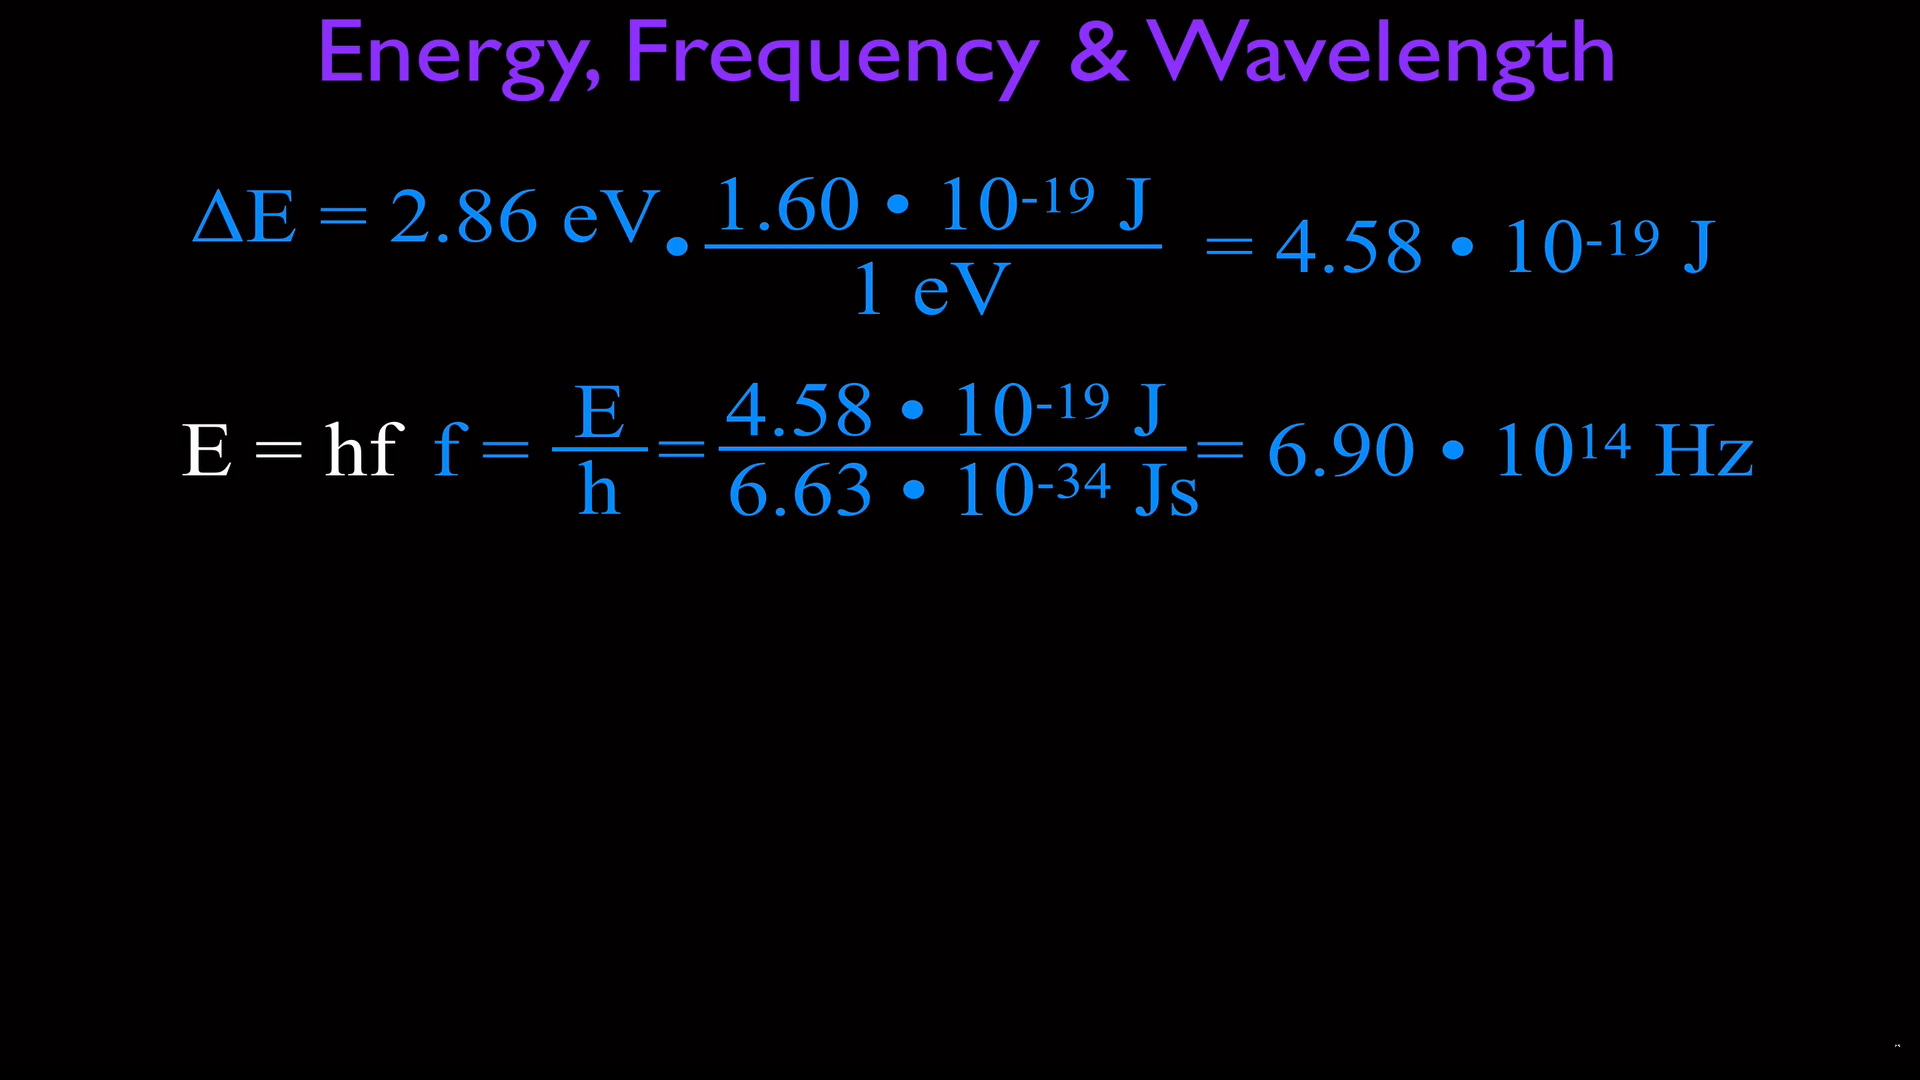 Energy, Frequency & Wavelength
ΔE = 2.86 eV • 1.60 • 10⁻¹⁹ J / 1 eV = 4.58 • 10⁻¹⁹ J
E = hf f = E / h = 4.58 • 10⁻¹⁹ J / 6.63 • 10⁻³⁴ Js = 6.90 • 10¹⁴ Hz